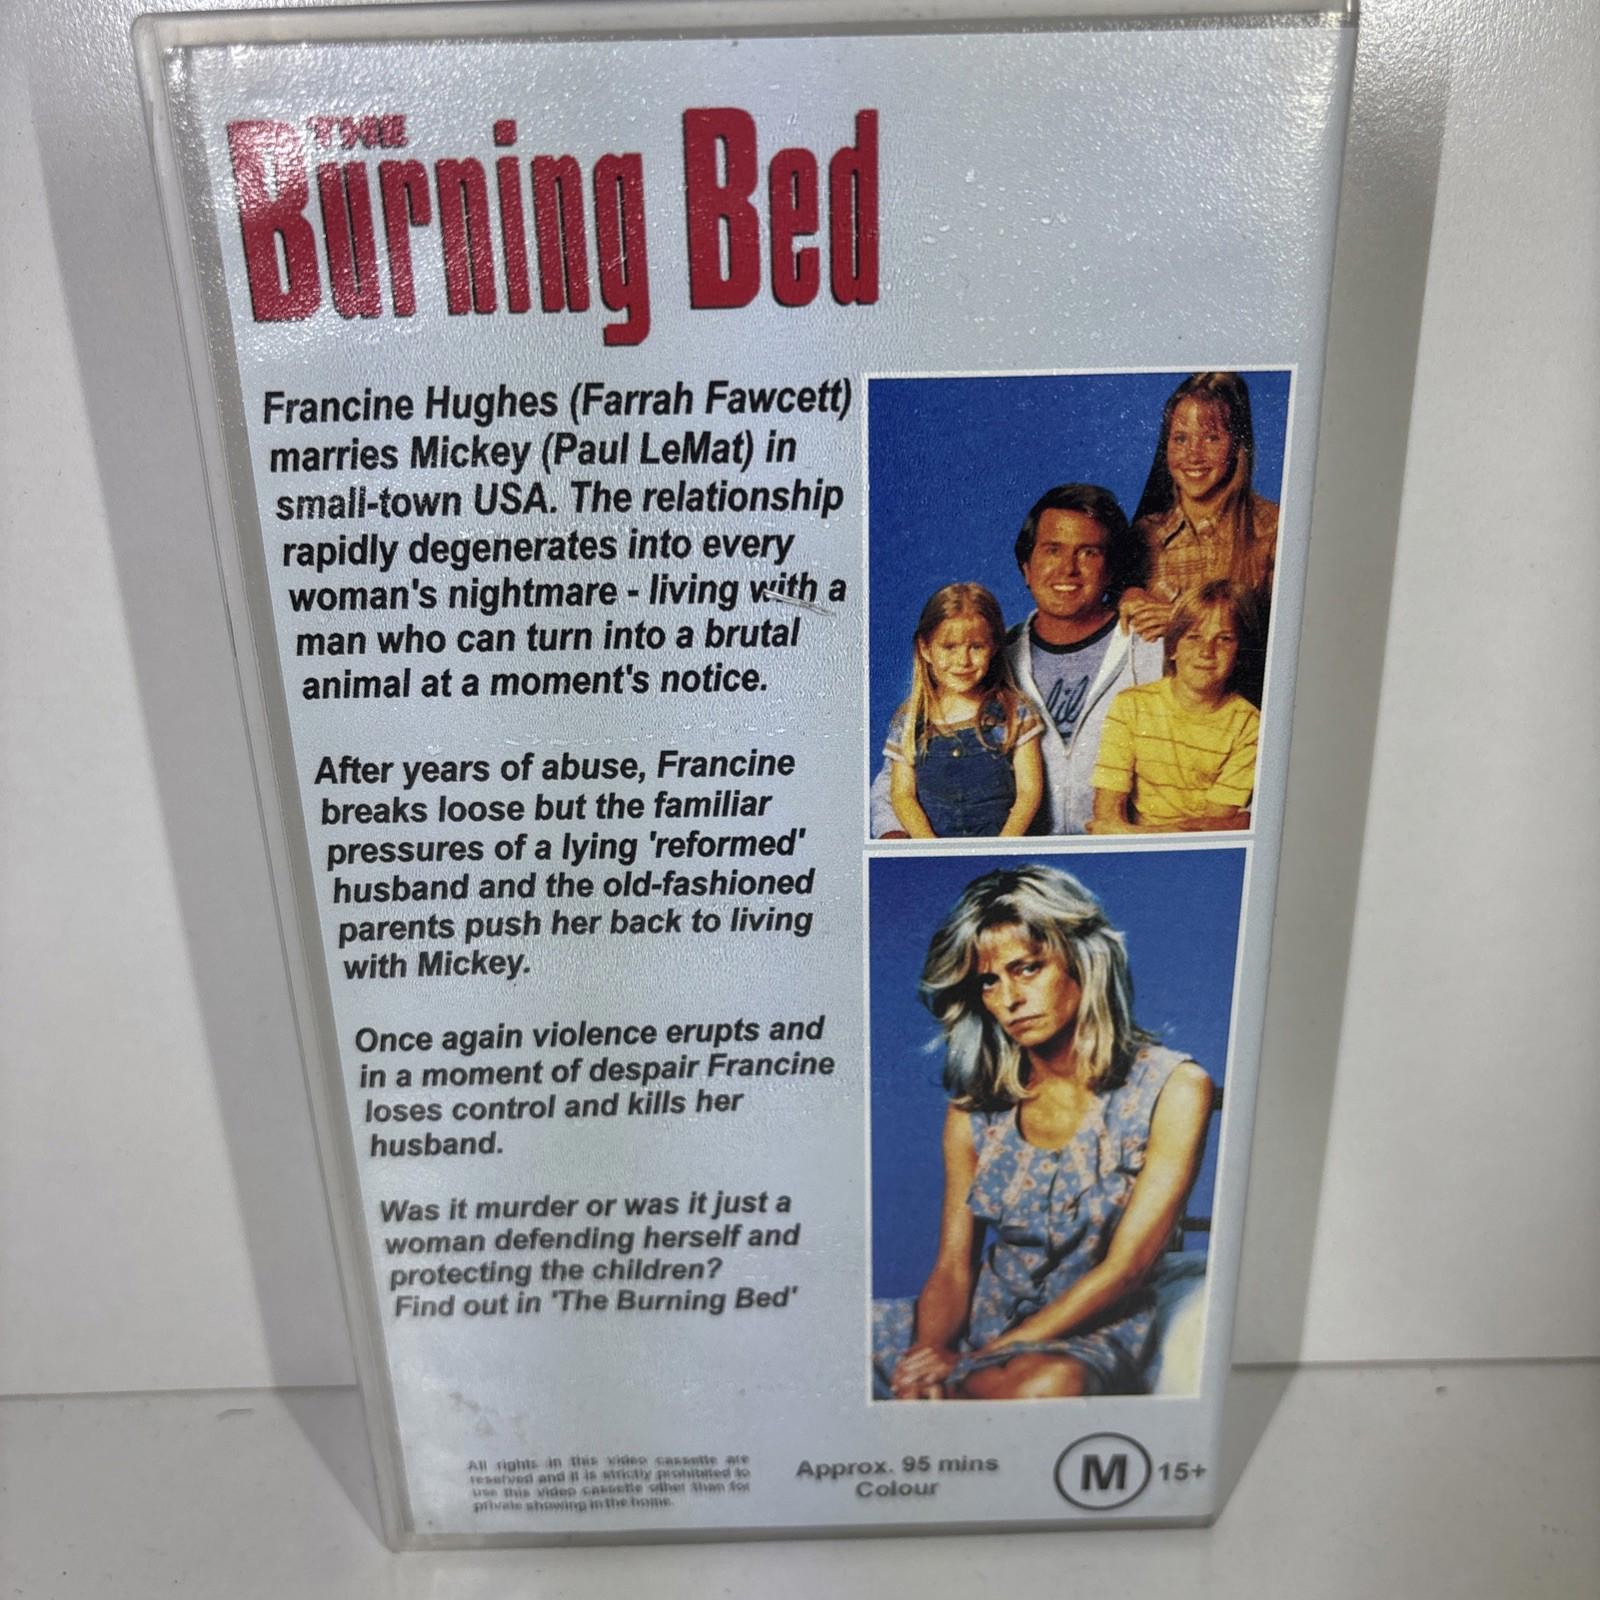 THE
Burning Bed
Francine Hughes (Farrah Fawcett)
marries Mickey (Paul LeMat) in
small-town USA. The relationship
rapidly degenerates into every
woman's nightmare - living with a
man who can turn into a brutal
animal at a moment's notice.
After years of abuse, Francine
breaks loose but the familiar
pressures of a lying 'reformed'
husband and the old-fashioned
parents push her back to living
with Mickey.
Once again violence erupts and
in a moment of despair Francine
loses control and kills her
husband.
Was it murder or was it just a
woman defending herself and
protecting the children?
Find out in 'The Burning Bed'
All rights in this video cassette are
reserved and it is strictly prohibited to
use this video cassette other than for
private showing in the home.
Approx. 95 mins
Colour
M 15+